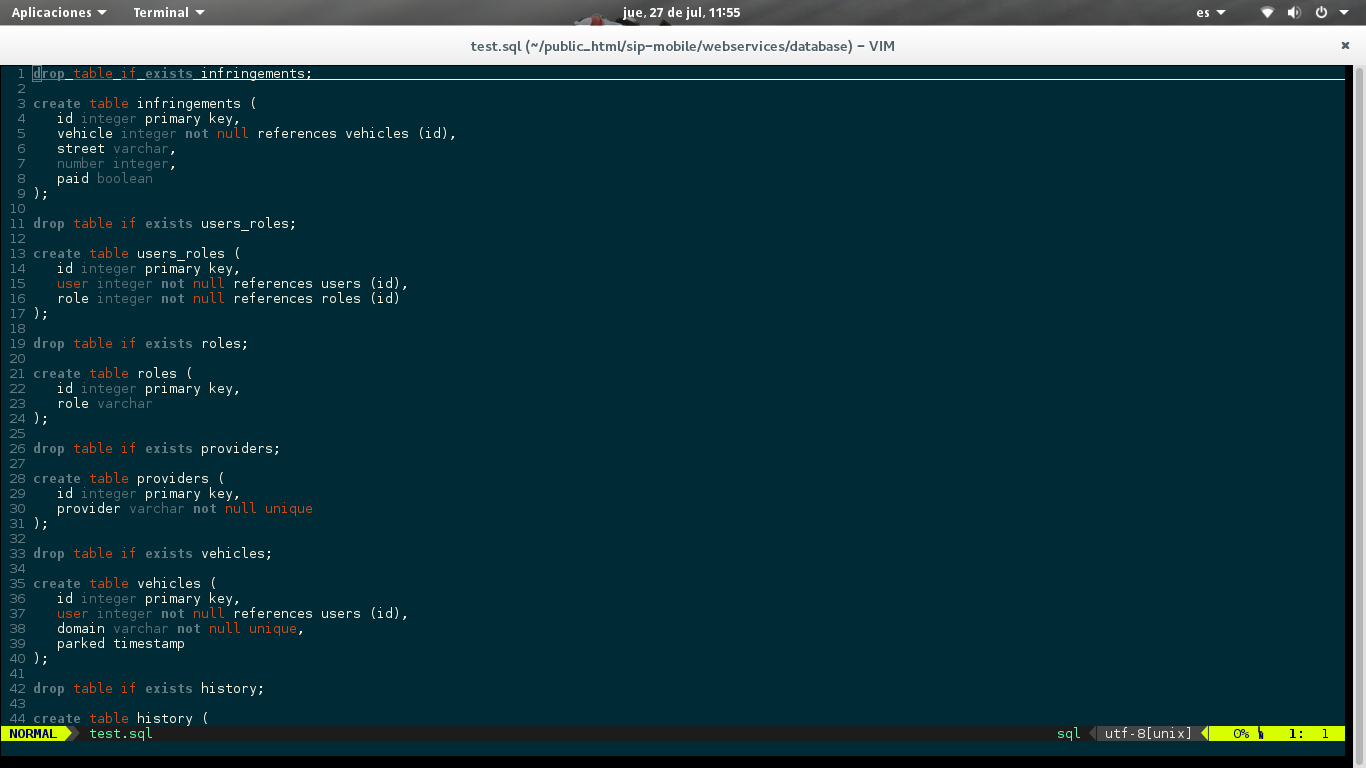 Aplicaciones Terminal jue, 27 de jul, 11:55 es
test.sql (~/public_html/sip-mobile/webservices/database) - VIM ×
1 drop table if exists infringements;
2
3 create table infringements (
4 id integer primary key,
5 vehicle integer not null references vehicles (id),
6 street varchar,
7 number integer,
8 paid boolean
9 );
10
11 drop table if exists users_roles;
12
13 create table users_roles (
14 id integer primary key,
15 user integer not null references users (id),
16 role integer not null references roles (id)
17 );
18
19 drop table if exists roles;
20
21 create table roles (
22 id integer primary key,
23 role varchar
24 );
25
26 drop table if exists providers;
27
28 create table providers (
29 id integer primary key,
30 provider varchar not null unique
31 );
32
33 drop table if exists vehicles;
34
35 create table vehicles (
36 id integer primary key,
37 user integer not null references users (id),
38 domain varchar not null unique,
39 parked timestamp
40 );
41
42 drop table if exists history;
43
44 create table history (
NORMAL test.sql sql utf-8[unix] 0% 1: 1